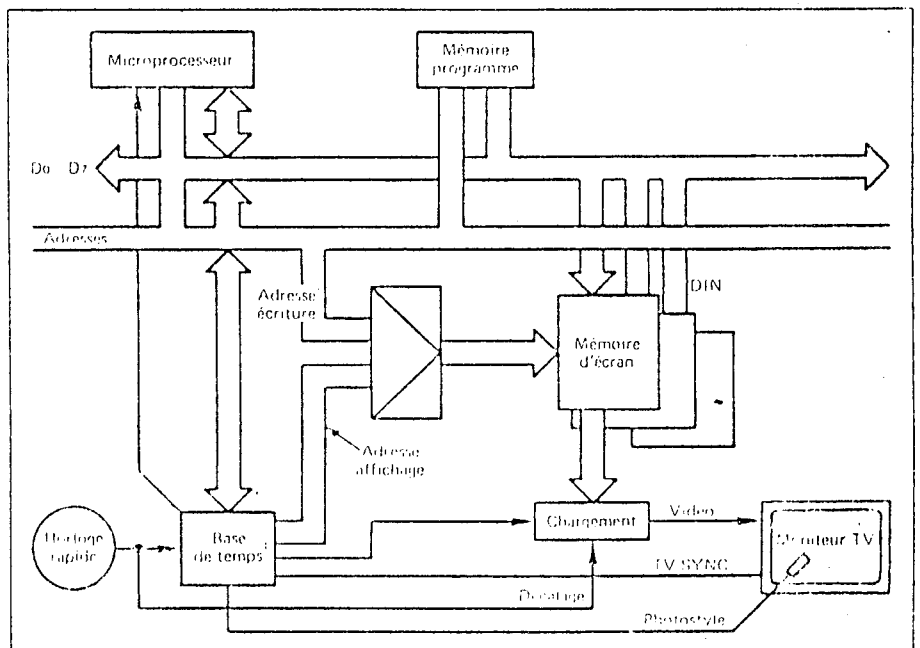 Microprocesseur
Mémoire
programme
D0 D7
Adresses
Adresse
écriture
DIN
Mémoire
d'écran
Adresse
affichage
Horloge
rapide
Base
de temps
Chargement
Vidéo
Moniteur TV
TV SYNC
Décalage
Photostyle